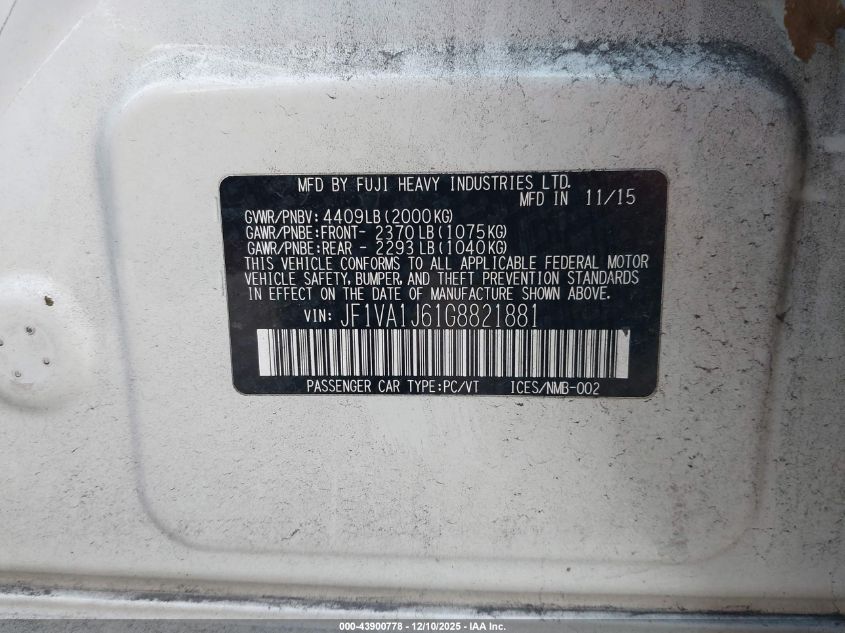 MFD BY FUJI HEAVY INDUSTRIES LTD.
MFD IN 11/15
GVWR/PNBV: 4409LB(2000KG)
GAWR/PNBE:FRONT- 2370LB(1075KG)
GAWR/PNBE:REAR - 2293LB(1040KG)
THIS VEHICLE CONFORMS TO ALL APPLICABLE FEDERAL MOTOR
VEHICLE SAFETY, BUMPER, AND THEFT PREVENTION STANDARDS
IN EFFECT ON THE DATE OF MANUFACTURE SHOWN ABOVE.
VIN: JF1VA1J61G8821881
PASSENGER CAR TYPE:PC/VT ICES/NMB-002
000-43900778 - 12/10/2025 - IAA Inc.